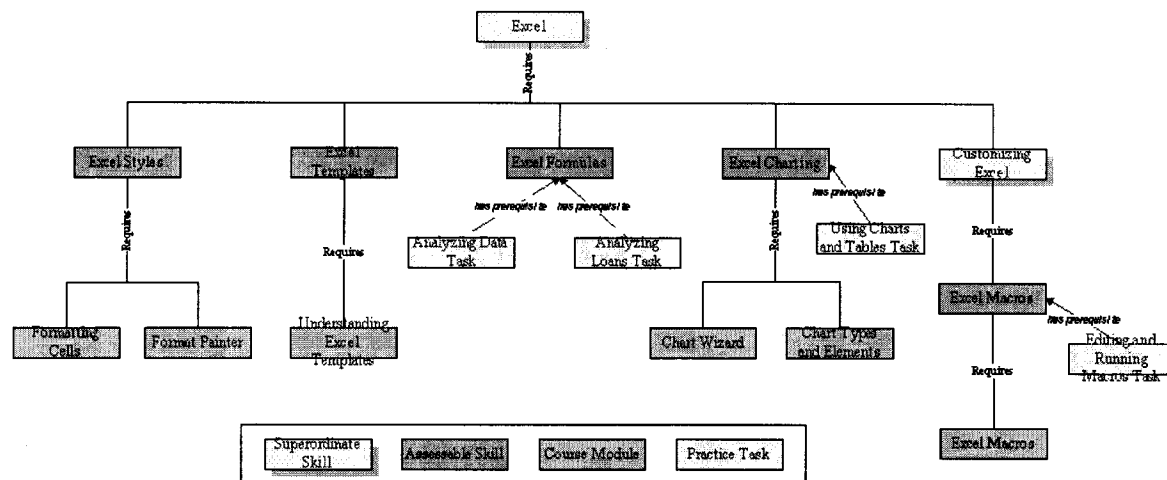 Excel
Requires
Excel Styles
Excel
Templates
Excel Formulas
Excel Charting
Customizing
Excel
has prerequisite
has prerequisite
has prerequisite
Requires
Requires
Requires
Requires
Analyzing Data
Task
Analyzing
Loans Task
Using Charts
and Tables Task
Excel Macros
has prerequisite
Formatting
Cells
Format Painter
Understanding
Excel
Templates
Chart Wizard
Chart Types
and Elements
Editing and
Running
Macros Task
Requires
Excel Macros
Superordinate
Skill
Assessable Skill
Course Module
Practice Task